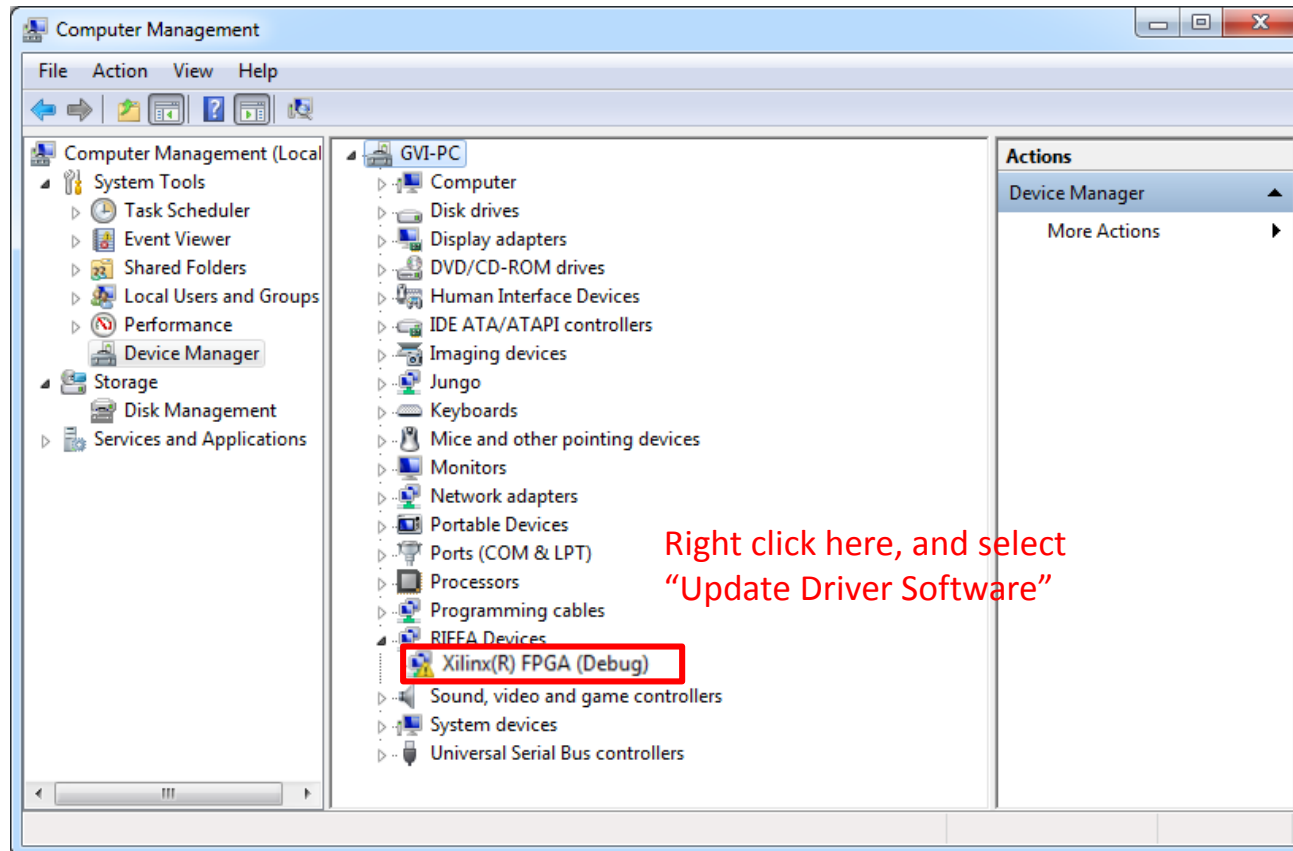 Computer Management
File Action View Help
Computer Management (Local
System Tools
Task Scheduler
Event Viewer
Shared Folders
Local Users and Groups
Performance
Device Manager
Storage
Disk Management
Services and Applications
GVI-PC
Computer
Disk drives
Display adapters
DVD/CD-ROM drives
Human Interface Devices
IDE ATA/ATAPI controllers
Imaging devices
Jungo
Keyboards
Mice and other pointing devices
Monitors
Network adapters
Portable Devices
Ports (COM & LPT)
Processors
Programming cables
RIFFA Devices
Xilinx(R) FPGA (Debug)
Sound, video and game controllers
System devices
Universal Serial Bus controllers
Right click here, and select
“Update Driver Software”
Actions
Device Manager
More Actions